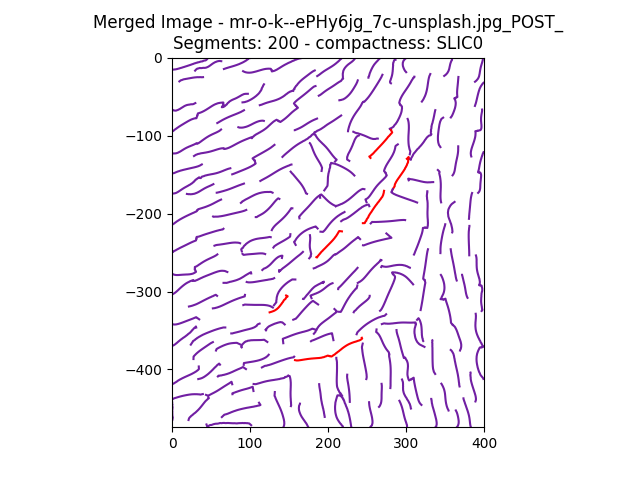 Merged Image - mr-o-k--ePHy6jg_7c-unsplash.jpg_POST_
Segments: 200 - compactness: SLIC0
0
−100
−200
−300
−400
0 100 200 300 400